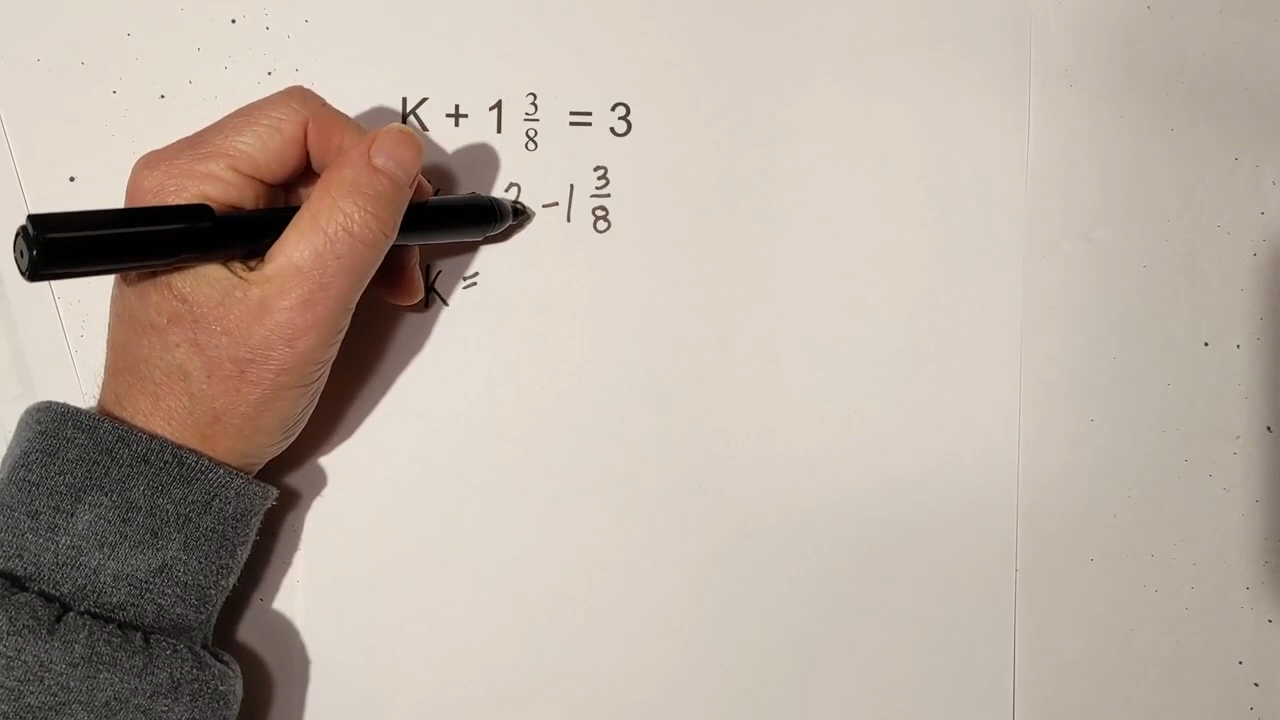 K + 1 3/8 = 3
- 1 3/8
K =